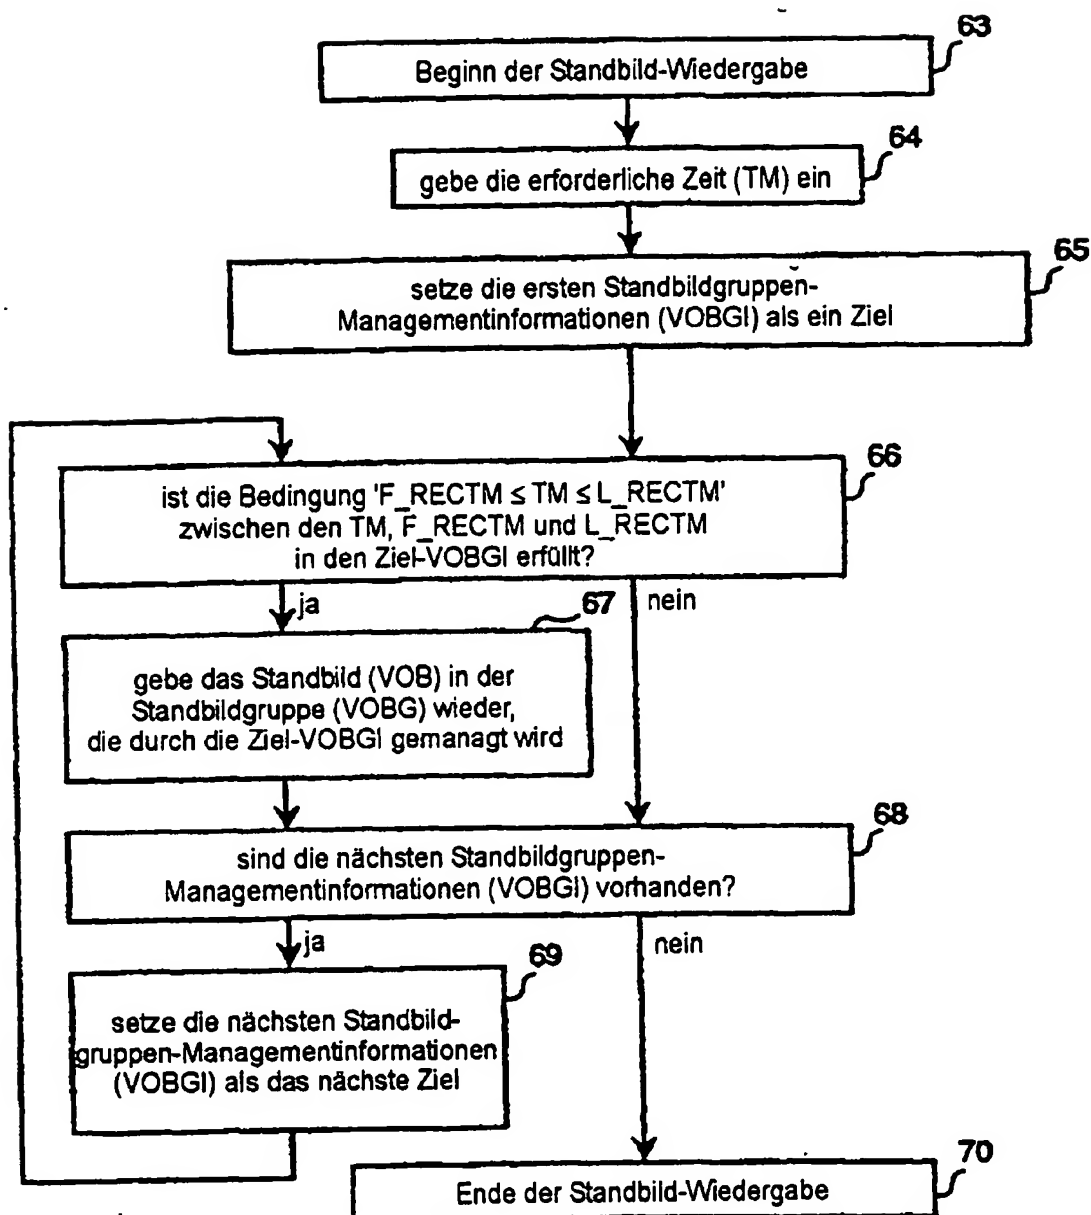 63
Beginn der Standbild-Wiedergabe
64
gebe die erforderliche Zeit (TM) ein
65
setze die ersten Standbildgruppen-
Managementinformationen (VOBGI) als ein Ziel
66
ist die Bedingung 'F_RECTM ≤ TM ≤ L_RECTM'
zwischen den TM, F_RECTM und L_RECTM
in den Ziel-VOBGI erfüllt?
ja
nein
67
gebe das Standbild (VOB) in der
Standbildgruppe (VOBG) wieder,
die durch die Ziel-VOBGI gemanagt wird
68
sind die nächsten Standbildgruppen-
Managementinformationen (VOBGI) vorhanden?
ja
nein
69
setze die nächsten Standbild-
gruppen-Managementinformationen
(VOBGI) als das nächste Ziel
70
Ende der Standbild-Wiedergabe